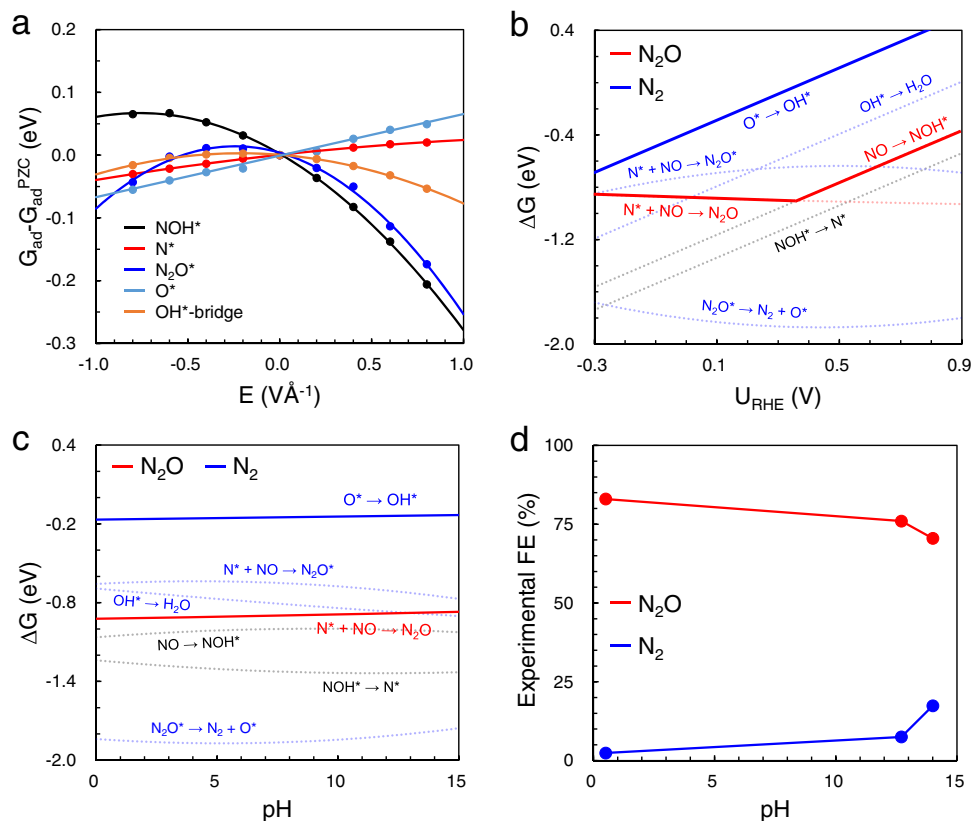 a
G_ad-G_ad^PZC (eV)
0.2
0.1
0.0
-0.1
-0.2
-0.3
NOH*
N*
N₂O*
O*
OH*-bridge
-1.0 -0.5 0.0 0.5 1.0
E (VÅ⁻¹)
b
ΔG (eV)
0.4
-0.4
-1.2
-2.0
N₂O
N₂
O* → OH*
OH* → H₂O
NO → NOH*
N* + NO → N₂O*
N* + NO → N₂O
NOH* → N*
N₂O* → N₂ + O*
-0.3 0.1 0.5 0.9
U_RHE (V)
c
ΔG (eV)
0.4
-0.2
-0.8
-1.4
-2.0
N₂O N₂
O* → OH*
N* + NO → N₂O*
OH* → H₂O
N* + NO → N₂O
NO → NOH*
NOH* → N*
N₂O* → N₂ + O*
0 5 10 15
pH
d
Experimental FE (%)
100
75
50
25
0
N₂O
N₂
0 5 10 15
pH